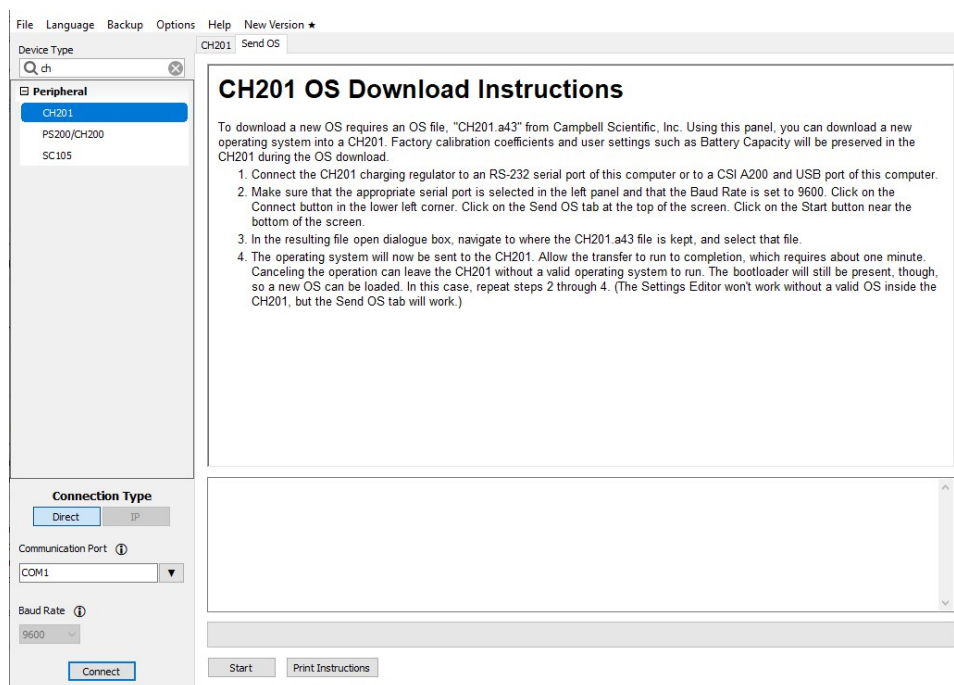 File Language Backup Options Help New Version ★
Device Type
ch
Peripheral
CH201
PS200/CH200
SC105
Connection Type
Direct IP
Communication Port
COM1
Baud Rate
9600
Connect
CH201 Send OS
CH201 OS Download Instructions
To download a new OS requires an OS file, "CH201.a43" from Campbell Scientific, Inc. Using this panel, you can download a new
operating system into a CH201. Factory calibration coefficients and user settings such as Battery Capacity will be preserved in the
CH201 during the OS download.
1. Connect the CH201 charging regulator to an RS-232 serial port of this computer or to a CSI A200 and USB port of this computer.
2. Make sure that the appropriate serial port is selected in the left panel and that the Baud Rate is set to 9600. Click on the
Connect button in the lower left corner. Click on the Send OS tab at the top of the screen. Click on the Start button near the
bottom of the screen.
3. In the resulting file open dialogue box, navigate to where the CH201.a43 file is kept, and select that file.
4. The operating system will now be sent to the CH201. Allow the transfer to run to completion, which requires about one minute.
Canceling the operation can leave the CH201 without a valid operating system to run. The bootloader will still be present, though,
so a new OS can be loaded. In this case, repeat steps 2 through 4. (The Settings Editor won't work without a valid OS inside the
CH201, but the Send OS tab will work.)
Start Print Instructions